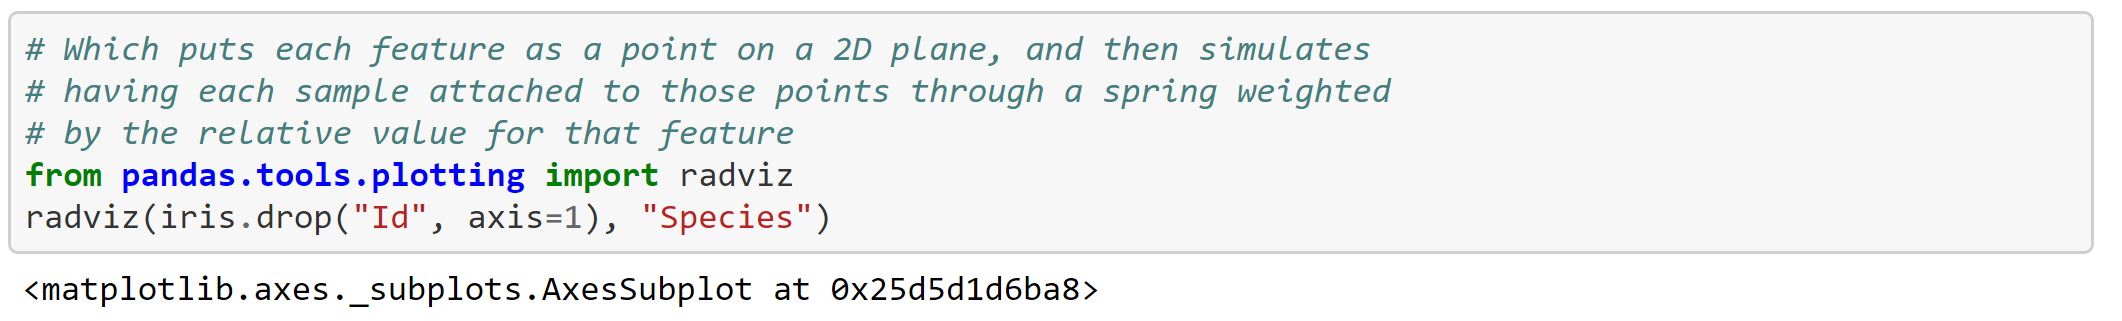 # Which puts each feature as a point on a 2D plane, and then simulates
# having each sample attached to those points through a spring weighted
# by the relative value for that feature
from pandas.tools.plotting import radviz
radviz(iris.drop("Id", axis=1), "Species")
<matplotlib.axes._subplots.AxesSubplot at 0x25d5d1d6ba8>